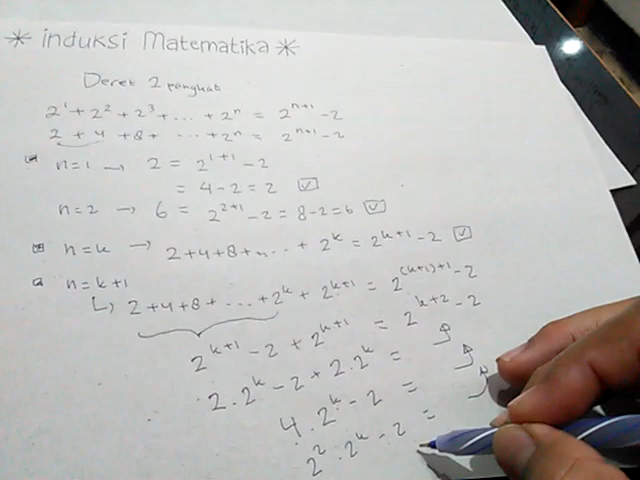 * Induksi Matematika *
Deret 2 pangkat
2¹ + 2² + 2³ + ... + 2ⁿ = 2ⁿ⁺¹ - 2
2 + 4 + 8 + ... + 2ⁿ = 2ⁿ⁺¹ - 2
n=1 → 2 = 2¹⁺¹ - 2
= 4 - 2 = 2 ☑
n=2 → 6 = 2²⁺¹ - 2 = 8 - 2 = 6 ☑
n=k → 2+4+8+ ... + 2ᵏ = 2ᵏ⁺¹ - 2 ☑
n=k+1
↳ 2+4+8+ ... + 2ᵏ + 2ᵏ⁺¹ = 2⁽ᵏ⁺¹⁾⁺¹ - 2
2ᵏ⁺¹ - 2 + 2ᵏ⁺¹ = 2ᵏ⁺² - 2
2 . 2ᵏ - 2 + 2 . 2ᵏ =
4 . 2ᵏ - 2 =
2² . 2ᵏ - 2 =